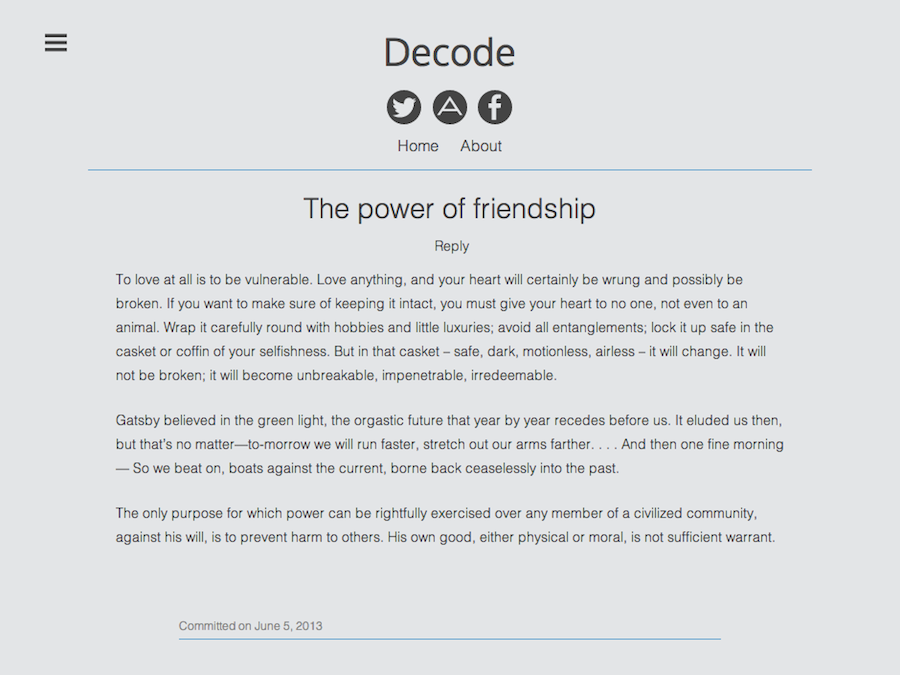 Decode
Home About
The power of friendship
Reply
To love at all is to be vulnerable. Love anything, and your heart will certainly be wrung and possibly be
broken. If you want to make sure of keeping it intact, you must give your heart to no one, not even to an
animal. Wrap it carefully round with hobbies and little luxuries; avoid all entanglements; lock it up safe in the
casket or coffin of your selfishness. But in that casket – safe, dark, motionless, airless – it will change. It will
not be broken; it will become unbreakable, impenetrable, irredeemable.
Gatsby believed in the green light, the orgastic future that year by year recedes before us. It eluded us then,
but that’s no matter—to-morrow we will run faster, stretch out our arms farther. . . . And then one fine morning
— So we beat on, boats against the current, borne back ceaselessly into the past.
The only purpose for which power can be rightfully exercised over any member of a civilized community,
against his will, is to prevent harm to others. His own good, either physical or moral, is not sufficient warrant.
Committed on June 5, 2013